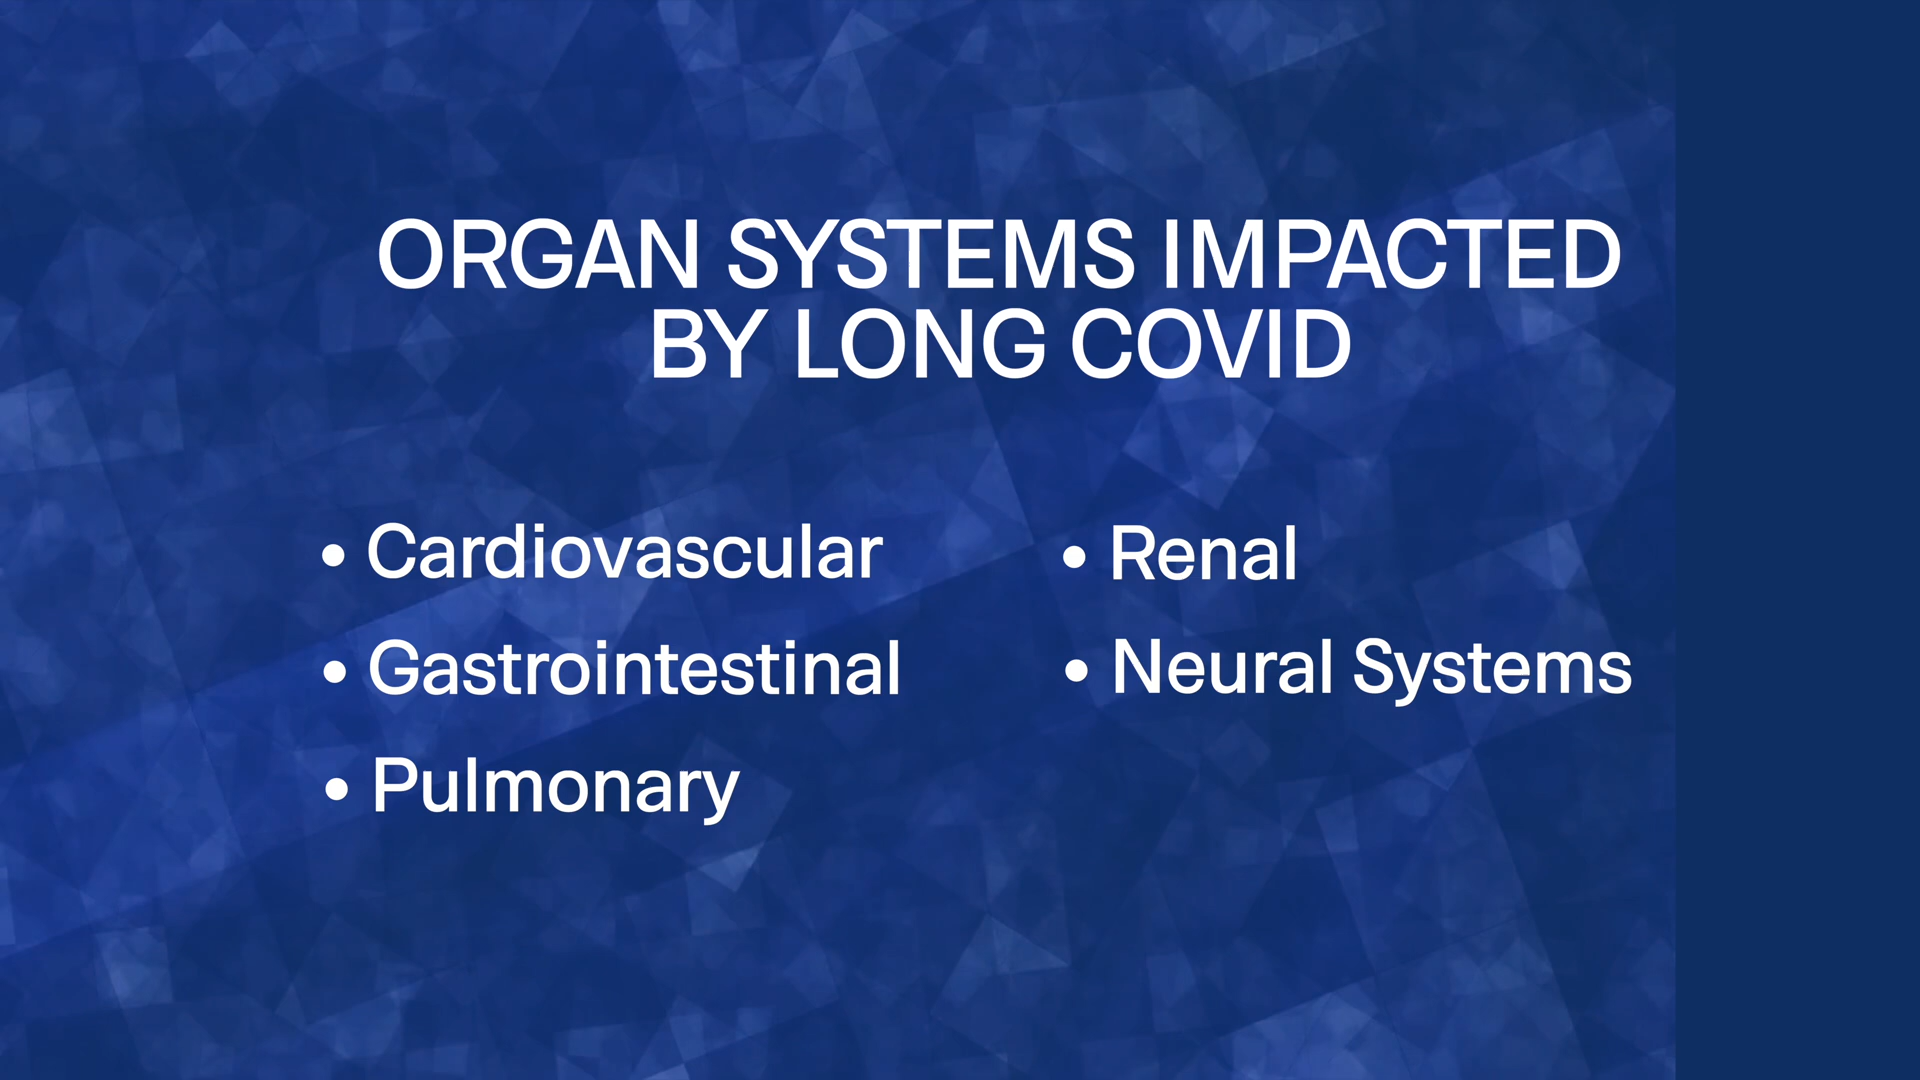 ORGAN SYSTEMS IMPACTED
BY LONG COVID
• Cardiovascular
• Gastrointestinal
• Pulmonary
• Renal
• Neural Systems